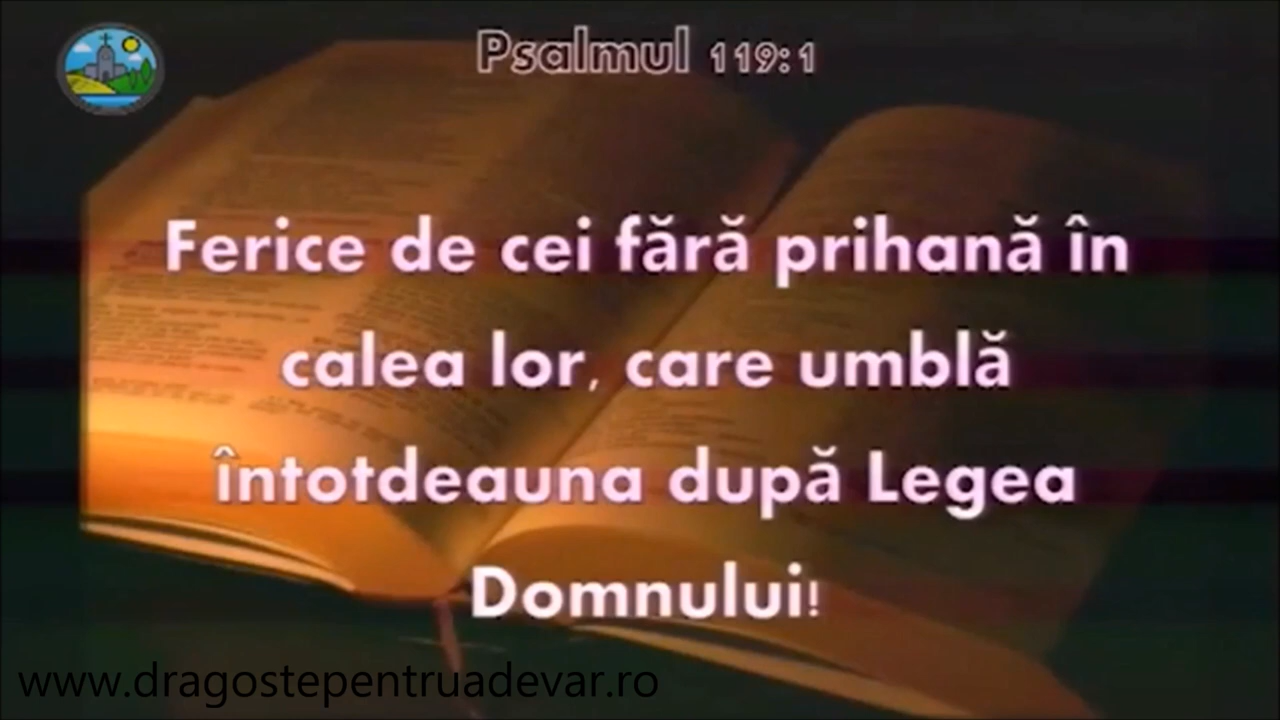 Psalmul 119:1
Ferice de cei fără prihană în
calea lor, care umblă
întotdeauna după Legea
Domnului!
www.dragostepentruadevar.ro